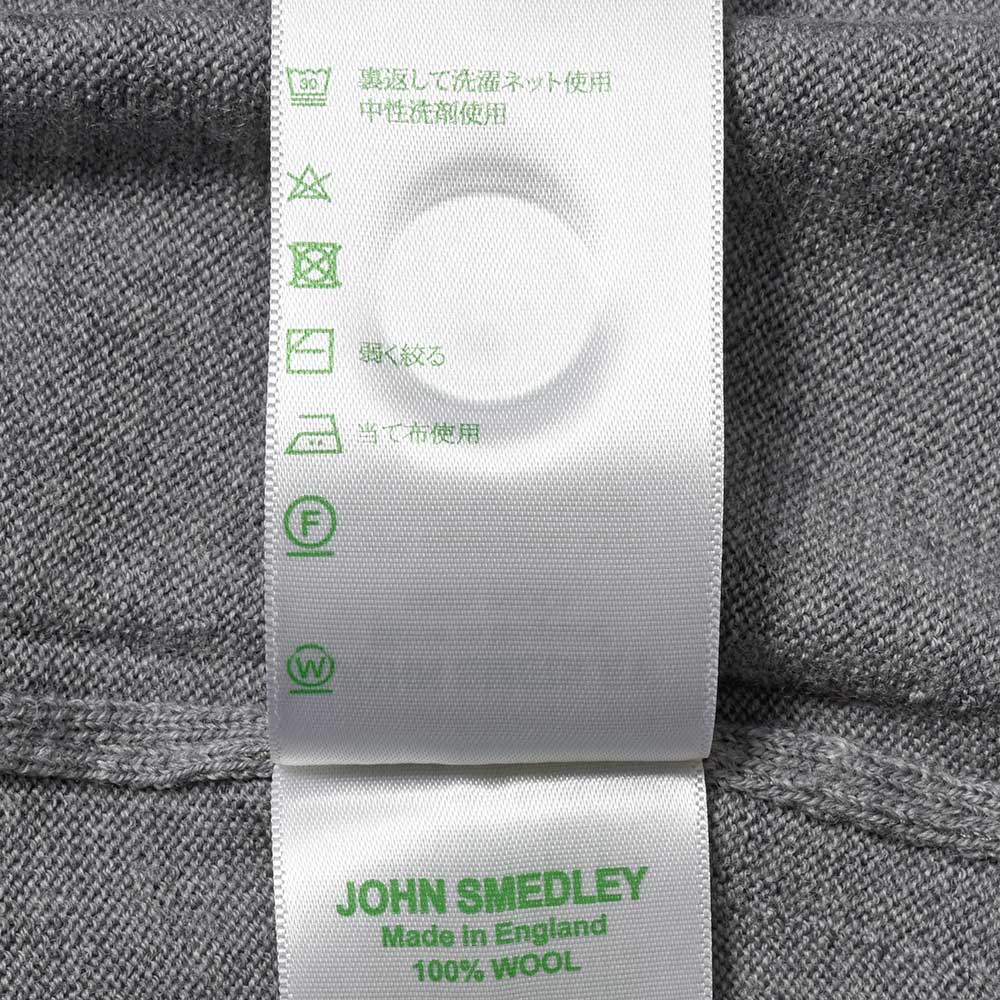 30 裏返して洗濯ネット使用
中性洗剤使用
弱く絞る
当て布使用
F
W
JOHN SMEDLEY
Made in England
100% WOOL